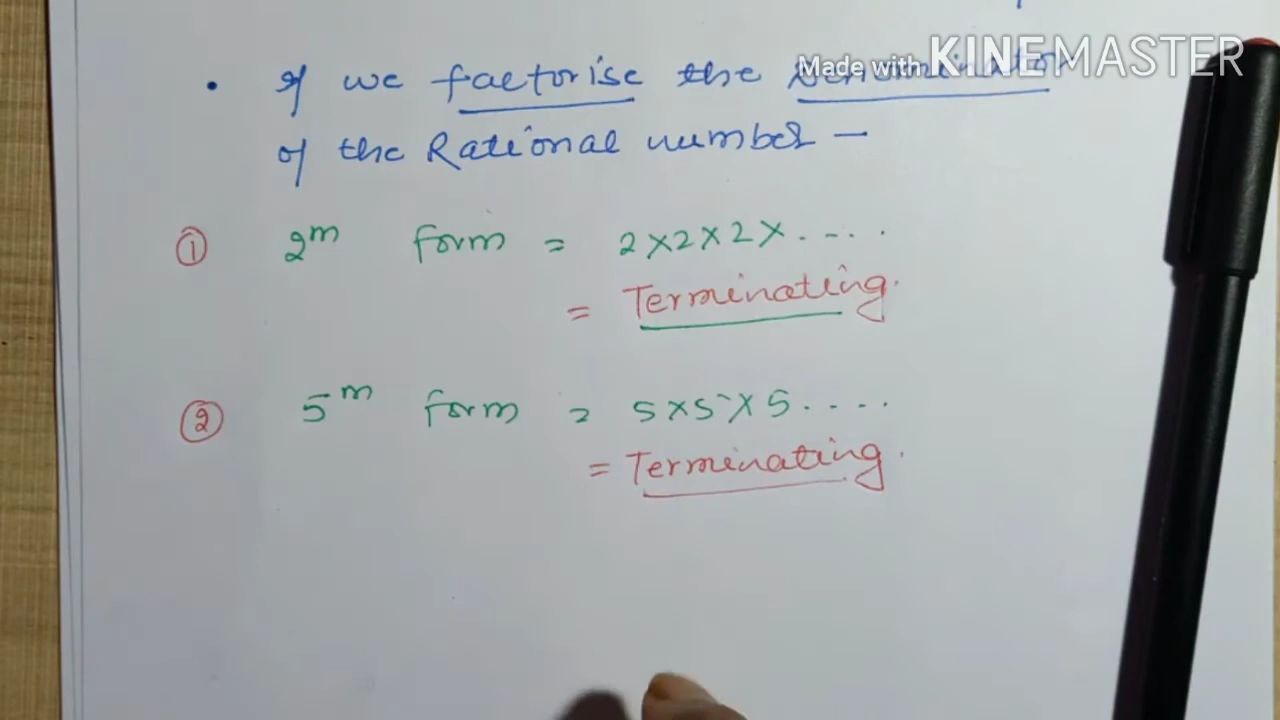 Made with KINEMASTER
• If we factorise the Denominator
of the Rational number —
① 2^m form = 2×2×2×....
= Terminating.
② 5^m form = 5×5×5....
= Terminating.